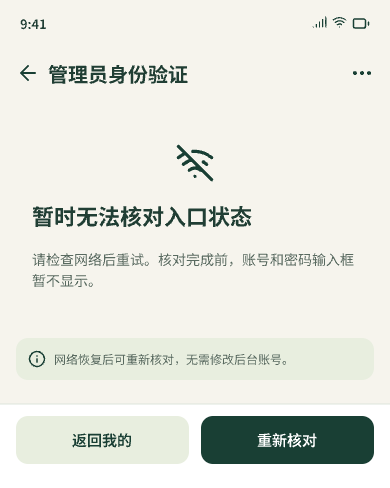 9:41
管理员身份验证
暂时无法核对入口状态
请检查网络后重试。核对完成前，账号和密码输入框
暂不显示。
网络恢复后可重新核对，无需修改后台账号。
返回我的
重新核对